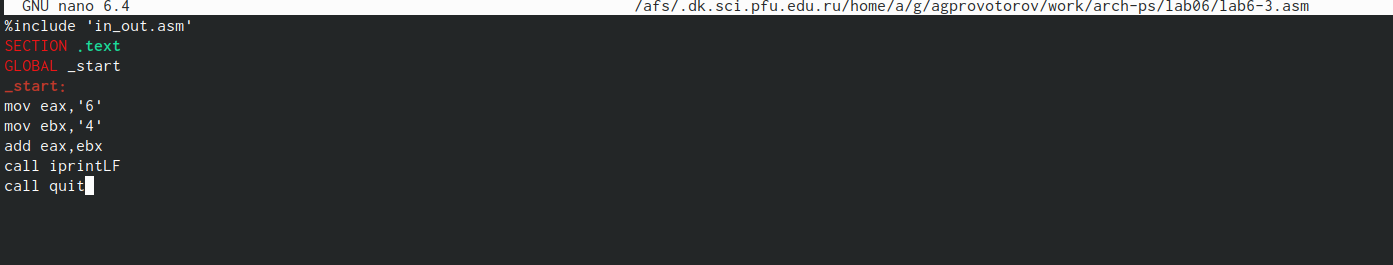 GNU nano 6.4 /afs/.dk.sci.pfu.edu.ru/home/a/g/agprovotorov/work/arch-ps/lab06/lab6-3.asm
%include 'in_out.asm'
SECTION .text
GLOBAL _start
_start:
mov eax,'6'
mov ebx,'4'
add eax,ebx
call iprintLF
call quit